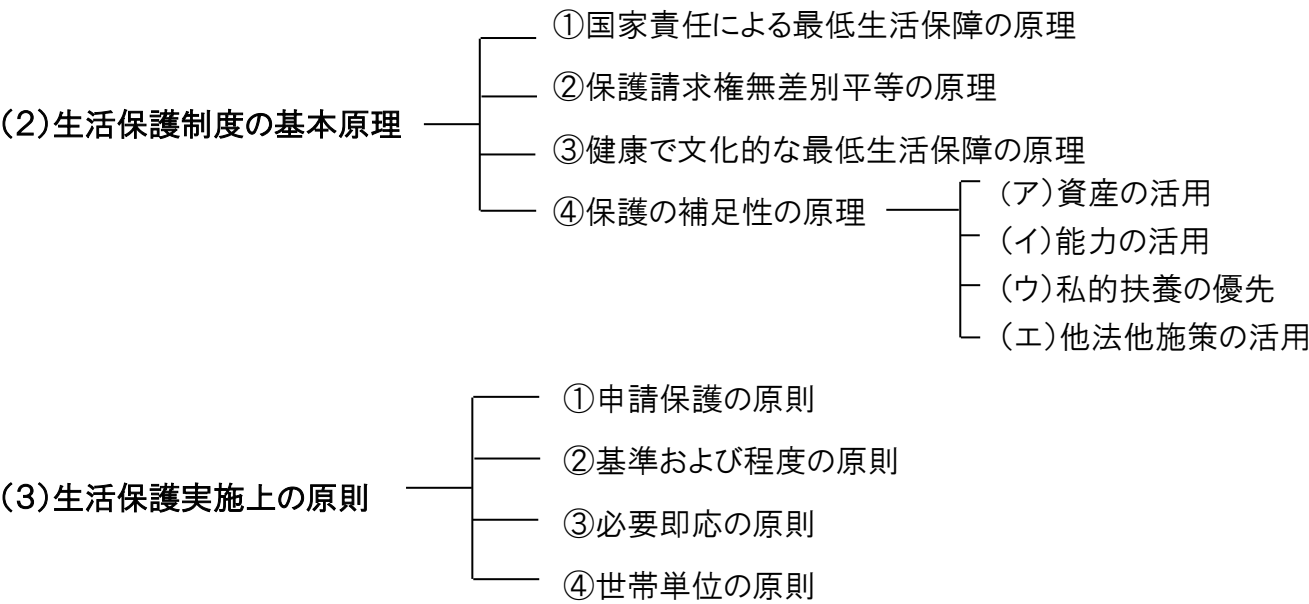 ①国家責任による最低生活保障の原理
②保護請求権無差別平等の原理
(2)生活保護制度の基本原理
③健康で文化的な最低生活保障の原理
④保護の補足性の原理
(ア)資産の活用
(イ)能力の活用
(ウ)私的扶養の優先
(エ)他法他施策の活用
①申請保護の原則
②基準および程度の原則
(3)生活保護実施上の原則
③必要即応の原則
④世帯単位の原則